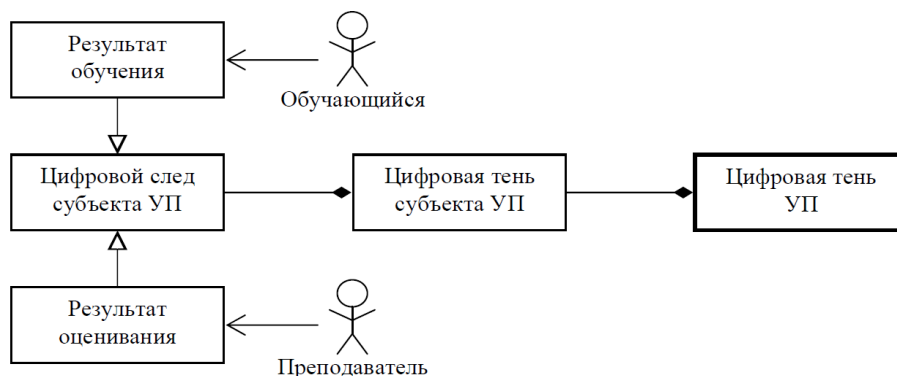 Результат
обучения
Обучающийся
Цифровой след
субъекта УП
Цифровая тень
субъекта УП
Цифровая тень
УП
Результат
оценивания
Преподаватель